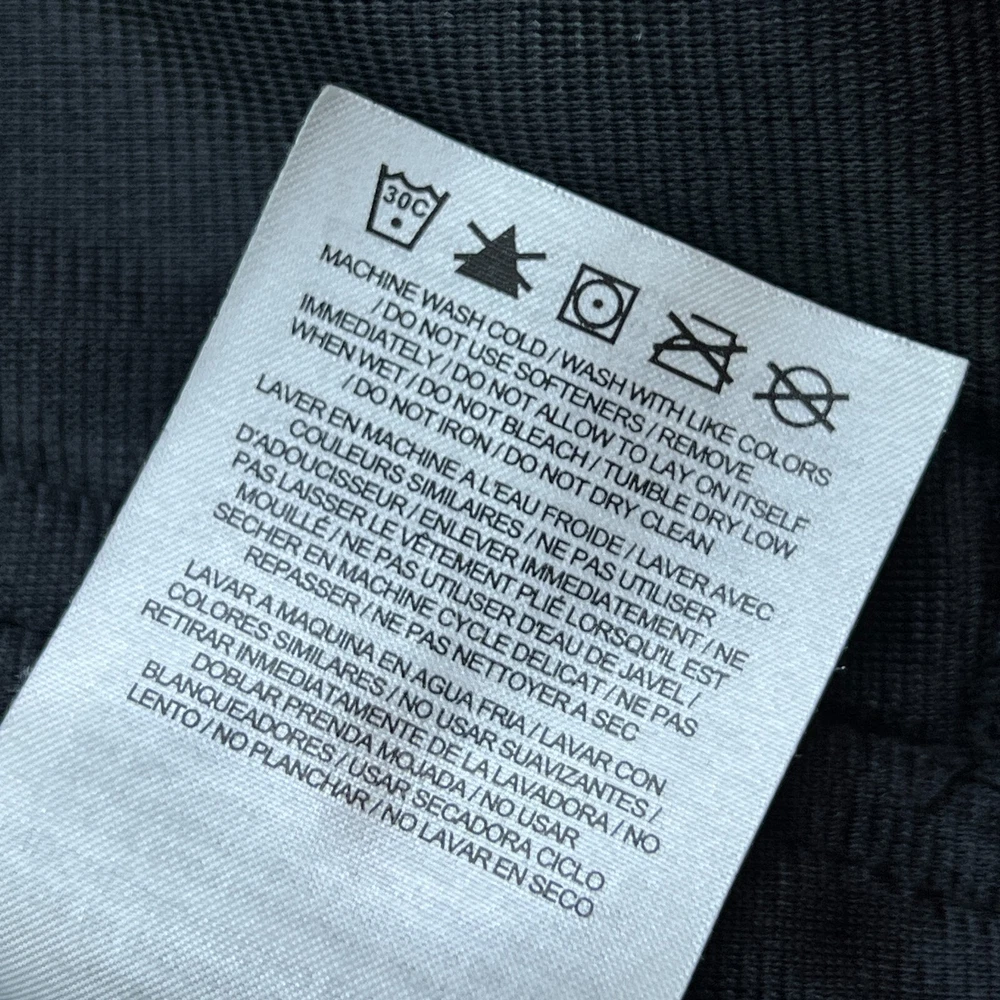 30C
MACHINE WASH COLD / WASH WITH LIKE COLORS
/ DO NOT USE SOFTENERS / REMOVE
IMMEDIATELY / DO NOT ALLOW TO LAY ON ITSELF
WHEN WET / DO NOT BLEACH / TUMBLE DRY LOW
/ DO NOT IRON / DO NOT DRY CLEAN
LAVER EN MACHINE A L'EAU FROIDE / LAVER AVEC
COULEURS SIMILAIRES / NE PAS UTILISER
D'ADOUCISSEUR / ENLEVER IMMEDIATEMENT / NE
PAS LAISSER LE VÊTEMENT PLIÉ LORSQU'IL EST
MOUILLÉ / NE PAS UTILISER D'EAU DE JAVEL /
SECHER EN MACHINE CYCLE DELICAT / NE PAS
REPASSER / NE PAS NETTOYER A SEC
LAVAR A MAQUINA EN AGUA FRIA / LAVAR CON
COLORES SIMILARES / NO USAR SUAVIZANTES /
RETIRAR INMEDIATAMENTE DE LA LAVADORA / NO
DOBLAR PRENDA MOJADA / NO USAR
BLANQUEADORES / USAR SECADORA CICLO
LENTO / NO PLANCHAR / NO LAVAR EN SECO